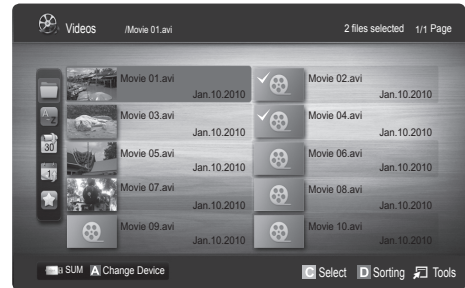 Videos /Movie 01.avi 2 files selected 1/1 Page
Movie 01.avi Movie 02.avi
Jan.10.2010 Jan.10.2010
Movie 03.avi Movie 04.avi
Jan.10.2010 Jan.10.2010
Movie 05.avi Movie 06.avi
Jan.10.2010 Jan.10.2010
Movie 07.avi Movie 08.avi
Jan.10.2010 Jan.10.2010
Movie 09.avi Movie 10.avi
Jan.10.2010 Jan.10.2010
30
1
SUM A Change Device C Select D Sorting Tools